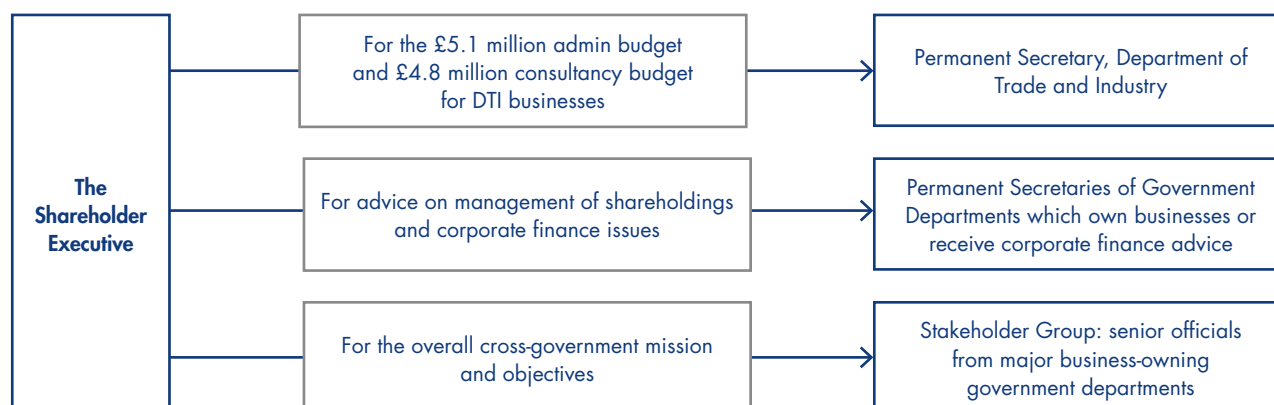 The
Shareholder
Executive
For the £5.1 million admin budget
and £4.8 million consultancy budget
for DTI businesses
Permanent Secretary, Department of
Trade and Industry
For advice on management of shareholdings
and corporate finance issues
Permanent Secretaries of Government
Departments which own businesses or
receive corporate finance advice
For the overall cross-government mission
and objectives
Stakeholder Group: senior officials
from major business-owning
government departments